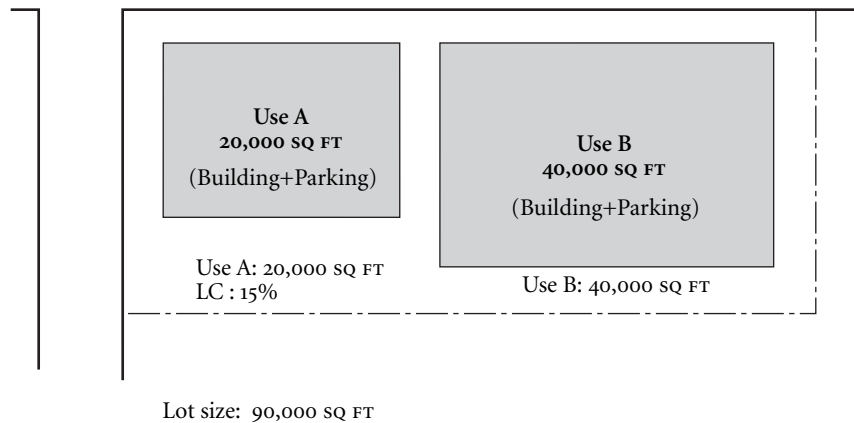 Use A
20,000 SQ FT
(Building+Parking)
Use B
40,000 SQ FT
(Building+Parking)
Use A: 20,000 SQ FT
LC : 15%
Use B: 40,000 SQ FT
Lot size: 90,000 SQ FT